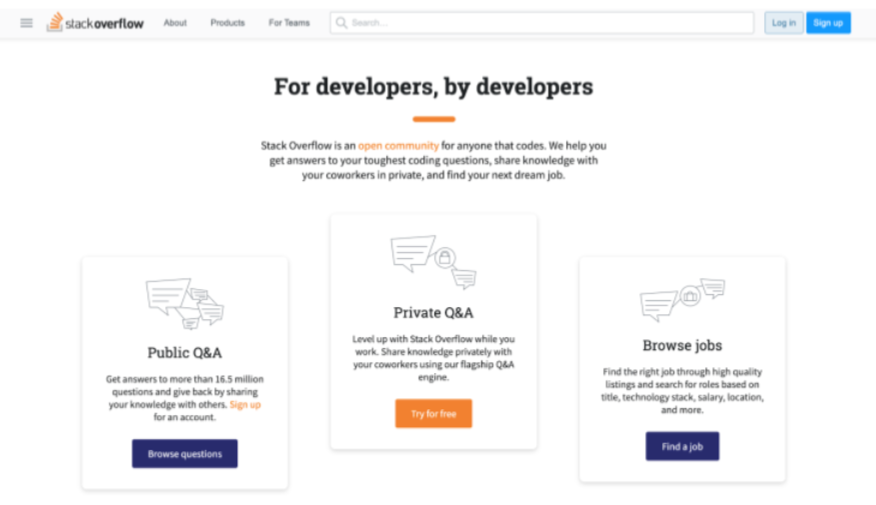 stackoverflow About Products For Teams Search... Log in Sign up
For developers, by developers
Stack Overflow is an open community for anyone that codes. We help you
get answers to your toughest coding questions, share knowledge with
your coworkers in private, and find your next dream job.
Public Q&A
Get answers to more than 16.5 million
questions and give back by sharing
your knowledge with others. Sign up
for an account.
Browse questions
Private Q&A
Level up with Stack Overflow while you
work. Share knowledge privately with
your coworkers using our flagship Q&A
engine.
Try for free
Browse jobs
Find the right job through high quality
listings and search for roles based on
title, technology stack, salary, location,
and more.
Find a job